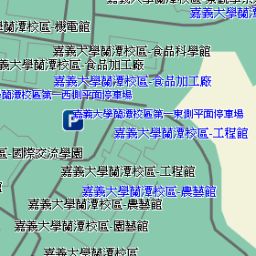 嘉義大學蘭潭校區
校區-機電館
嘉義大學蘭潭校區-食品科學館
蘭潭校區-食品加工廠
嘉義大學蘭潭校區-食品加工廠
蘭潭校區第一西側平面停車場
嘉義大學蘭潭校區第一東側平面停車場
P
嘉義大學蘭潭校區-工程館
區-國際交流學園
嘉義大學蘭潭校區-工程館
嘉義大學蘭潭校區-農藝館
嘉義大學蘭潭校區-農藝館
嘉義大學蘭潭校區-園藝館
嘉義大學蘭潭校區